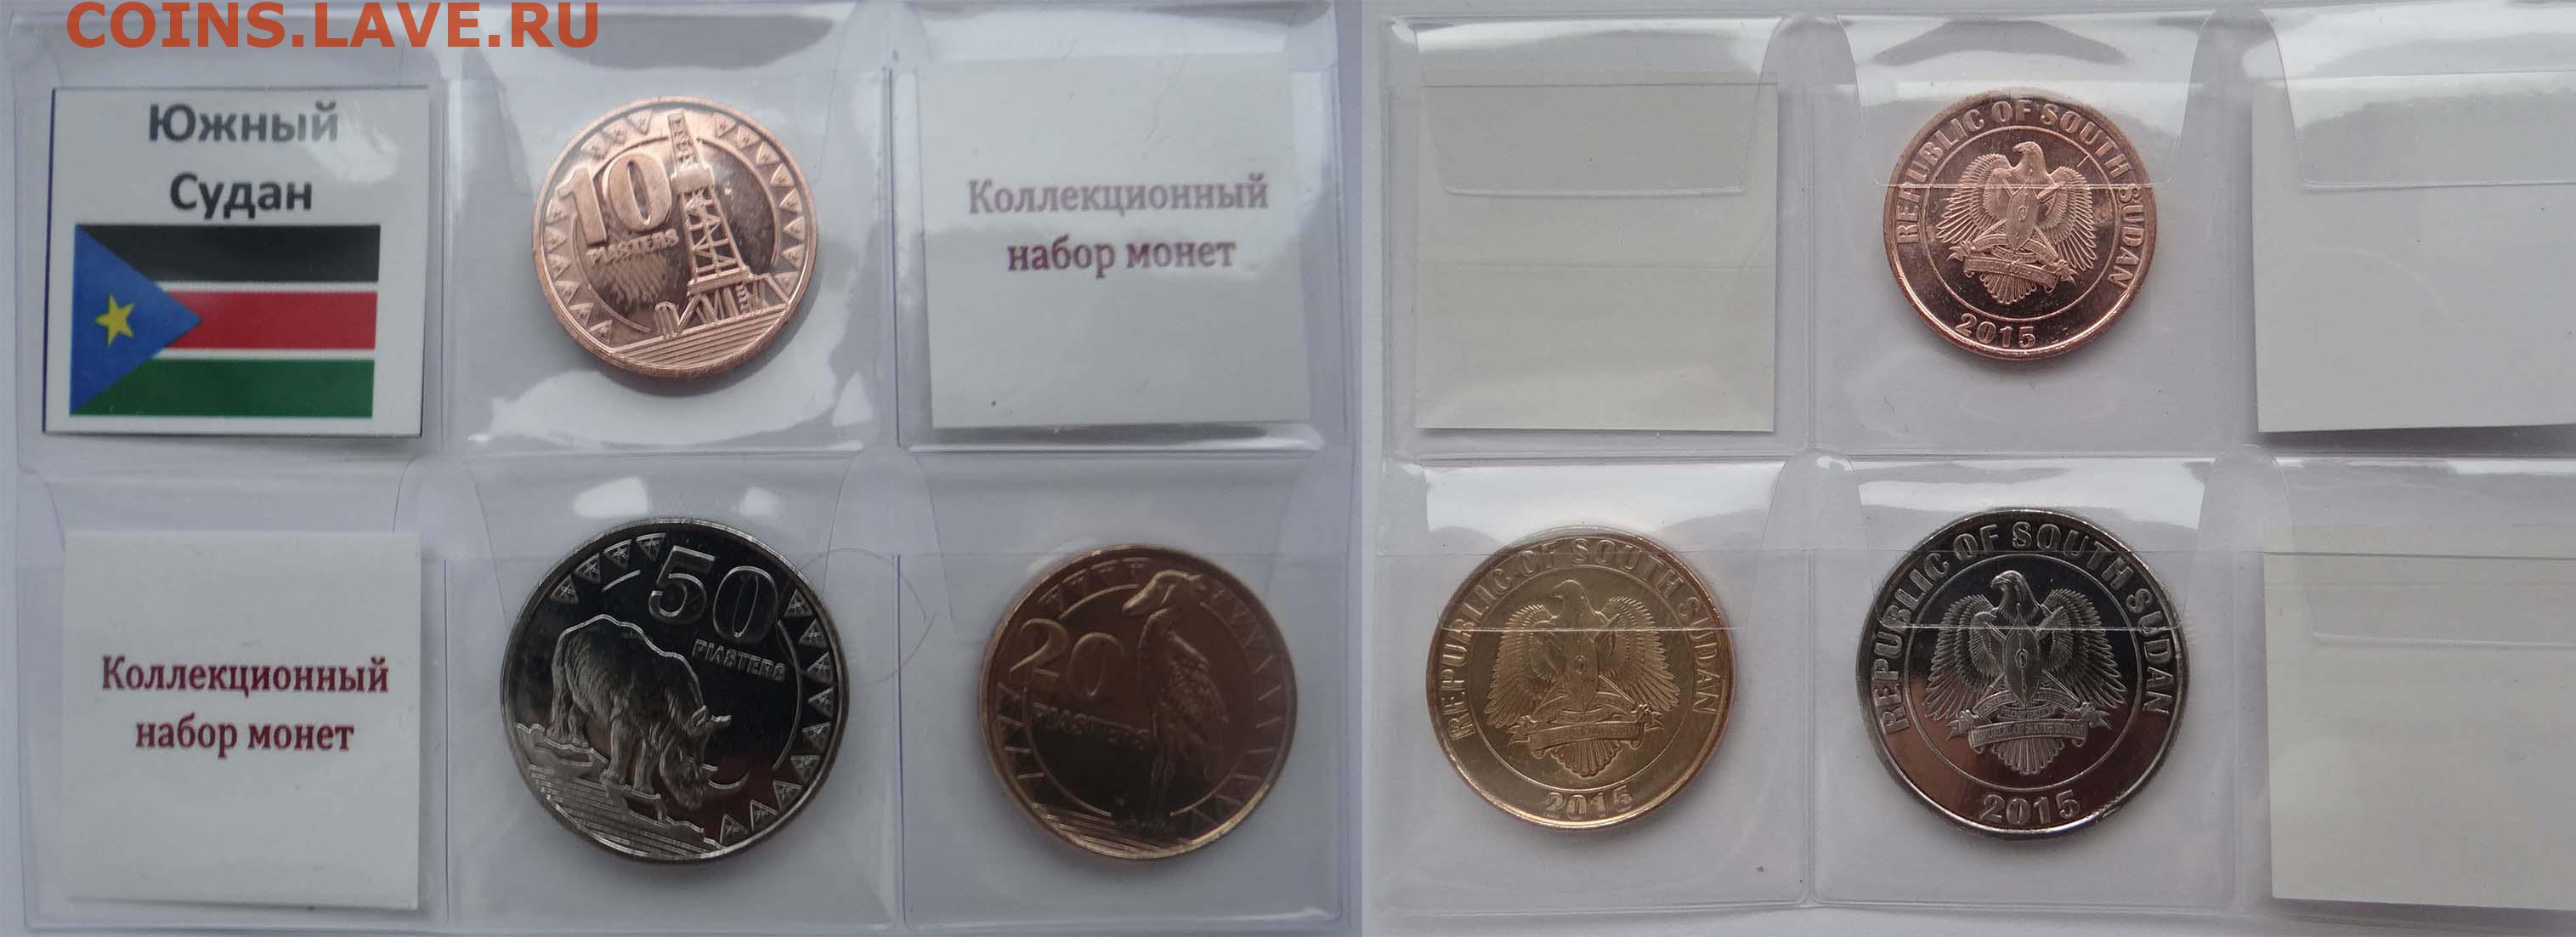 COINS.LAVE.RU
Южный
Судан
10
PIASTERS
Коллекционный
набор монет
REPUBLIC OF SOUTH SUDAN
2015
Коллекционный
набор монет
50
PIASTERS
20
PIASTERS
REPUBLIC OF SOUTH SUDAN
2015
REPUBLIC OF SOUTH SUDAN
2015